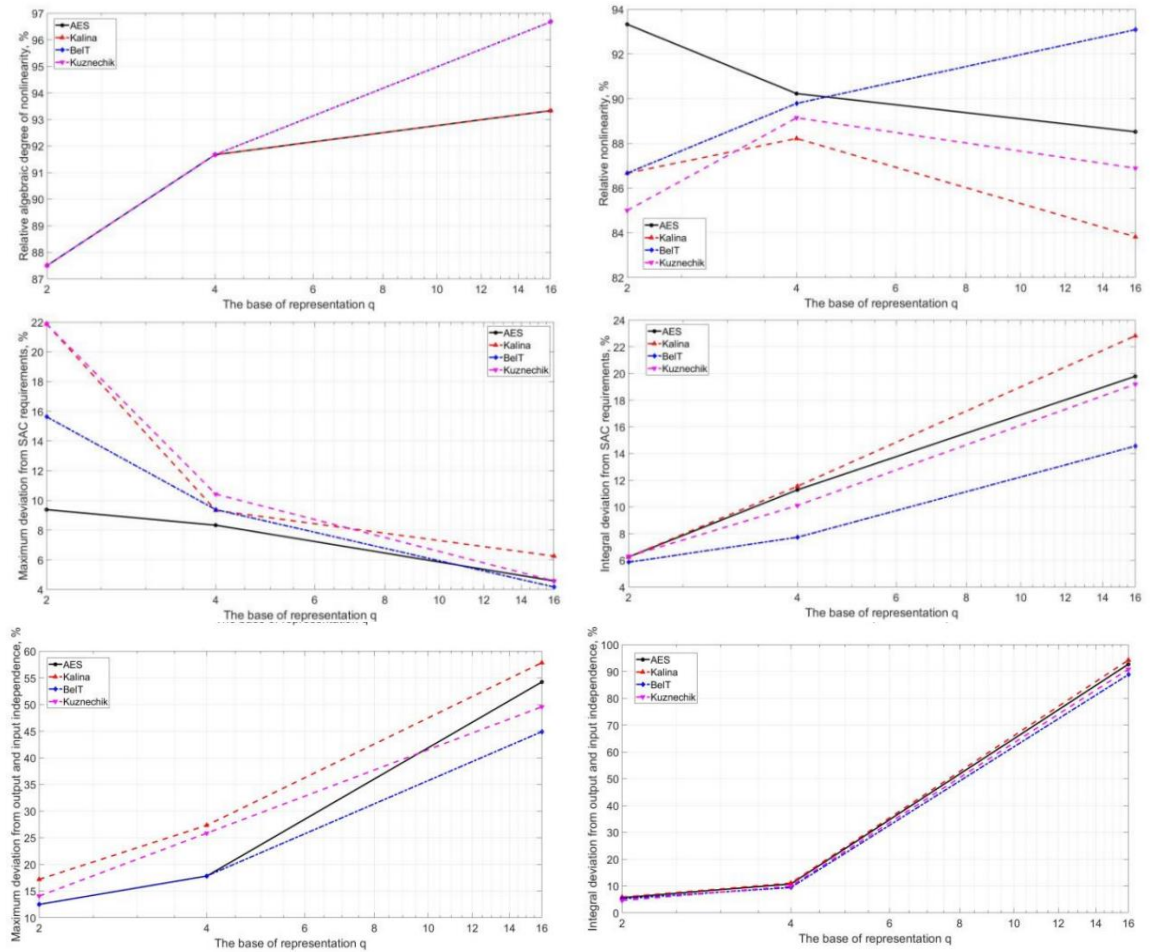 Relative algebraic degree of nonlinearity, %
97
96
95
94
93
92
91
90
89
88
87
AES
Kalina
BelT
Kuznechik
2 4 6 8 10 12 14 16
The base of representation q
Relative nonlinearity, %
94
92
90
88
86
84
82
AES
Kalina
BelT
Kuznechik
2 4 6 8 10 12 14 16
The base of representation q
Maximum deviation from SAC requirements, %
22
20
18
16
14
12
10
8
6
4
AES
Kalina
BelT
Kuznechik
2 4 6 8 10 12 14 16
The base of representation q
Integral deviation from SAC requirements, %
24
22
20
18
16
14
12
10
8
6
4
AES
Kalina
BelT
Kuznechik
2 4 6 8 10 12 14 16
The base of representation q
The base of representation q
Maximum deviation from output and input independence, %
60
55
50
45
40
35
30
25
20
15
10
AES
Kalina
BelT
Kuznechik
2 4 6 8 10 12 14 16
The base of representation q
Integral deviation from output and input independence, %
100
90
80
70
60
50
40
30
20
10
0
AES
Kalina
BelT
Kuznechik
2 4 6 8 10 12 14 16
The base of representation q